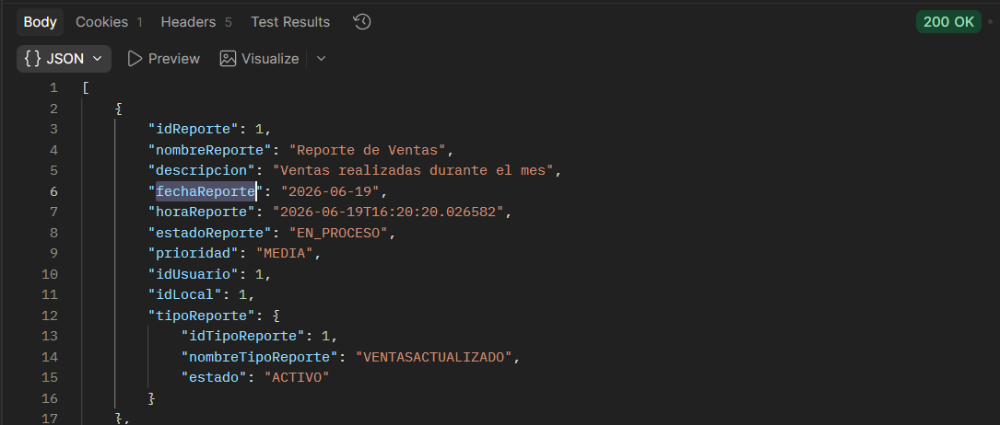 Body Cookies 1 Headers 5 Test Results 200 OK
{} JSON Preview Visualize
1 [
2 {
3 "idReporte": 1,
4 "nombreReporte": "Reporte de Ventas",
5 "descripcion": "Ventas realizadas durante el mes",
6 "fechaReporte": "2026-06-19",
7 "horaReporte": "2026-06-19T16:20:20.026582",
8 "estadoReporte": "EN_PROCESO",
9 "prioridad": "MEDIA",
10 "idUsuario": 1,
11 "idLocal": 1,
12 "tipoReporte": {
13 "idTipoReporte": 1,
14 "nombreTipoReporte": "VENTASACTUALIZADO",
15 "estado": "ACTIVO"
16 }
17 },